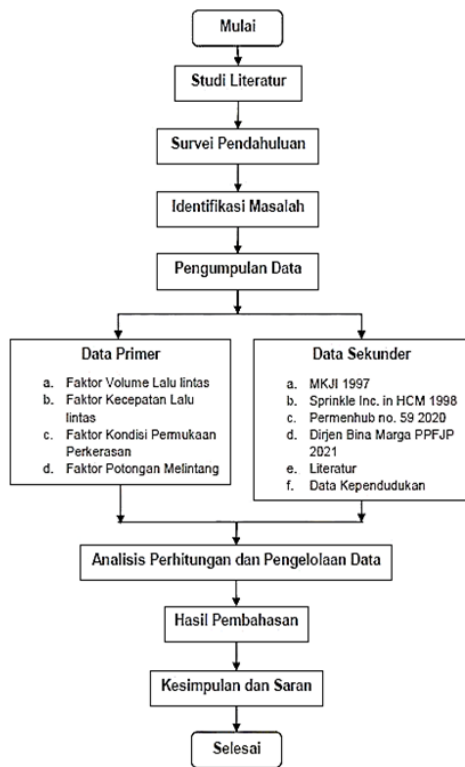 Mulai
Studi Literatur
Survei Pendahuluan
Identifikasi Masalah
Pengumpulan Data
Data Primer
a. Faktor Volume Lalu lintas
b. Faktor Kecepatan Lalu
lintas
c. Faktor Kondisi Permukaan
Perkerasan
d. Faktor Potongan Melintang
Data Sekunder
a. MKJI 1997
b. Sprinkle Inc. in HCM 1998
c. Permenhub no. 59 2020
d. Dirjen Bina Marga PPFJP
2021
e. Literatur
f. Data Kependudukan
Analisis Perhitungan dan Pengelolaan Data
Hasil Pembahasan
Kesimpulan dan Saran
Selesai